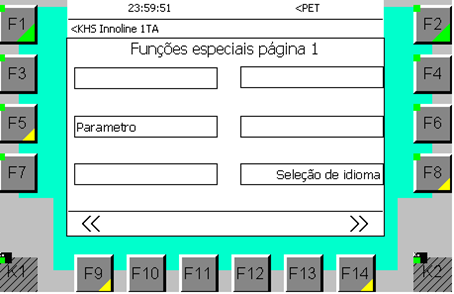 23:59:51 <PET
<KHS Innoline 1TA
F1 F2
Funções especiais página 1
F3 F4
F5 Parametro F6
F7 Seleção de idioma F8
<< >>
K1 F9 F10 F11 F12 F13 F14 K2